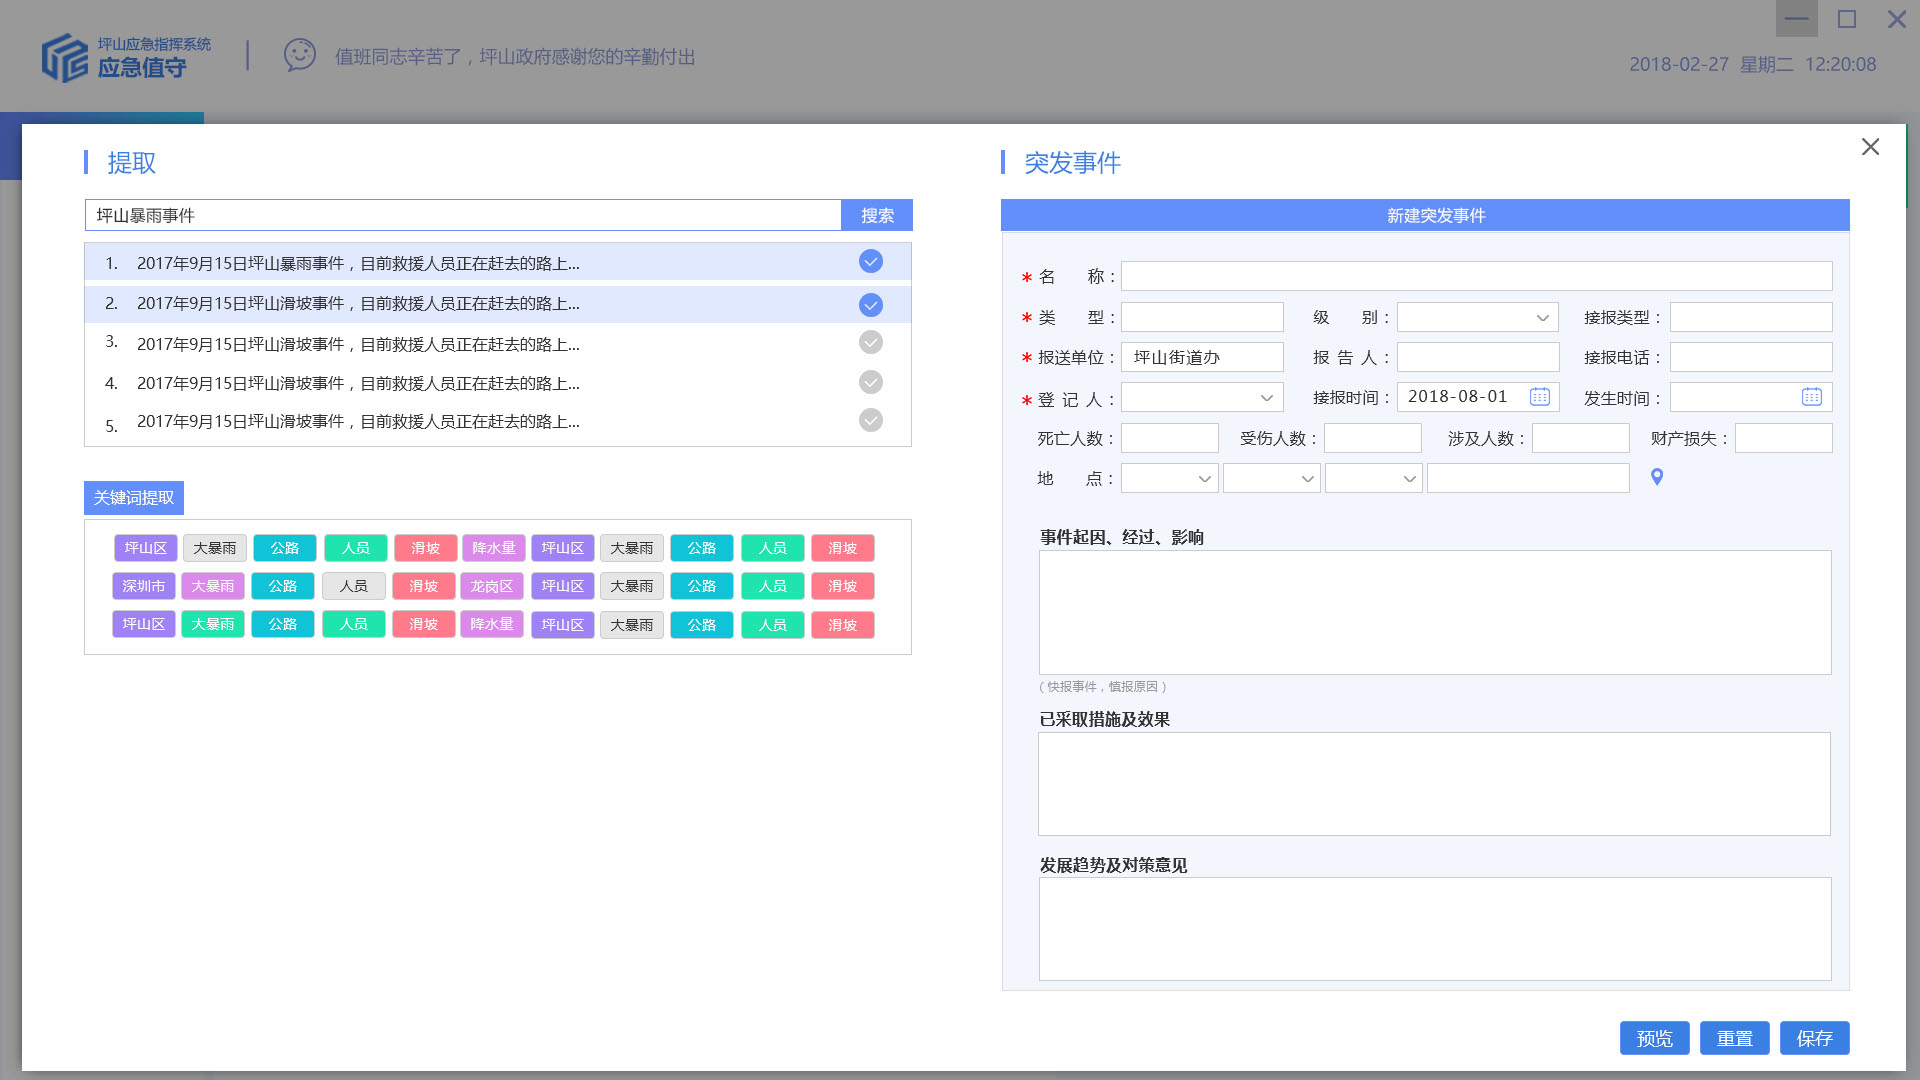 坪山应急指挥系统
应急值守
值班同志辛苦了，坪山政府感谢您的辛勤付出
2018-02-27 星期二 12:20:08
提取
坪山暴雨事件 搜索
1. 2017年9月15日坪山暴雨事件，目前救援人员正在赶去的路上...
2. 2017年9月15日坪山滑坡事件，目前救援人员正在赶去的路上...
3. 2017年9月15日坪山滑坡事件，目前救援人员正在赶去的路上...
4. 2017年9月15日坪山滑坡事件，目前救援人员正在赶去的路上...
5. 2017年9月15日坪山滑坡事件，目前救援人员正在赶去的路上...
关键词提取
坪山区 大暴雨 公路 人员 滑坡 降水量 坪山区 大暴雨 公路 人员 滑坡
深圳市 大暴雨 公路 人员 滑坡 龙岗区 坪山区 大暴雨 公路 人员 滑坡
坪山区 大暴雨 公路 人员 滑坡 降水量 坪山区 大暴雨 公路 人员 滑坡
突发事件
新建突发事件
* 名 称：
* 类 型： 级 别： 接报类型：
* 报送单位： 坪山街道办 报 告 人： 接报电话：
* 登 记 人： 接报时间： 2018-08-01 发生时间：
死亡人数： 受伤人数： 涉及人数： 财产损失：
地 点：
事件起因、经过、影响
（快报事件，慎报原因）
已采取措施及效果
发展趋势及对策意见
预览 重置 保存